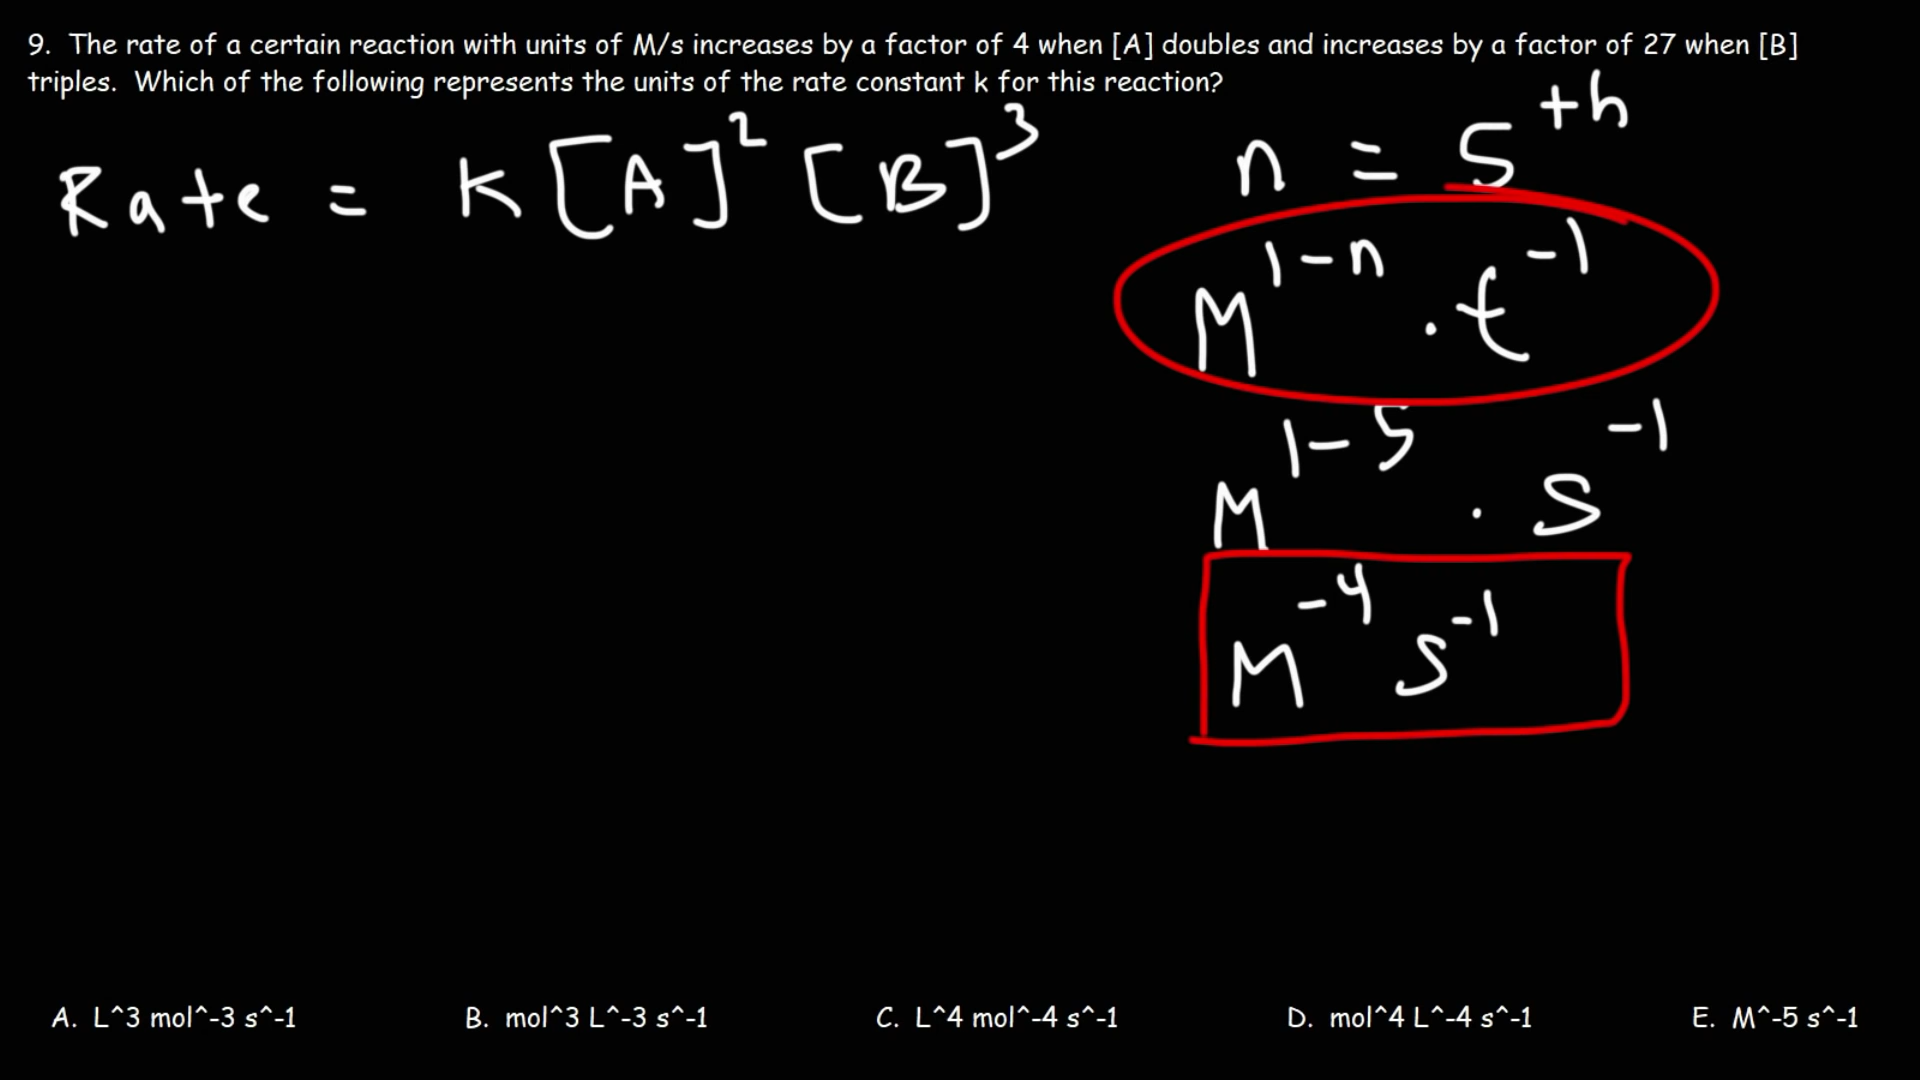 9. The rate of a certain reaction with units of M/s increases by a factor of 4 when [A] doubles and increases by a factor of 27 when [B]
triples. Which of the following represents the units of the rate constant k for this reaction?
Rate = K[A]^2 [B]^3
n = 5^th
M^1-n · t^-1
M^1-5 · s^-1
M^-4 s^-1
A. L^3 mol^-3 s^-1
B. mol^3 L^-3 s^-1
C. L^4 mol^-4 s^-1
D. mol^4 L^-4 s^-1
E. M^-5 s^-1